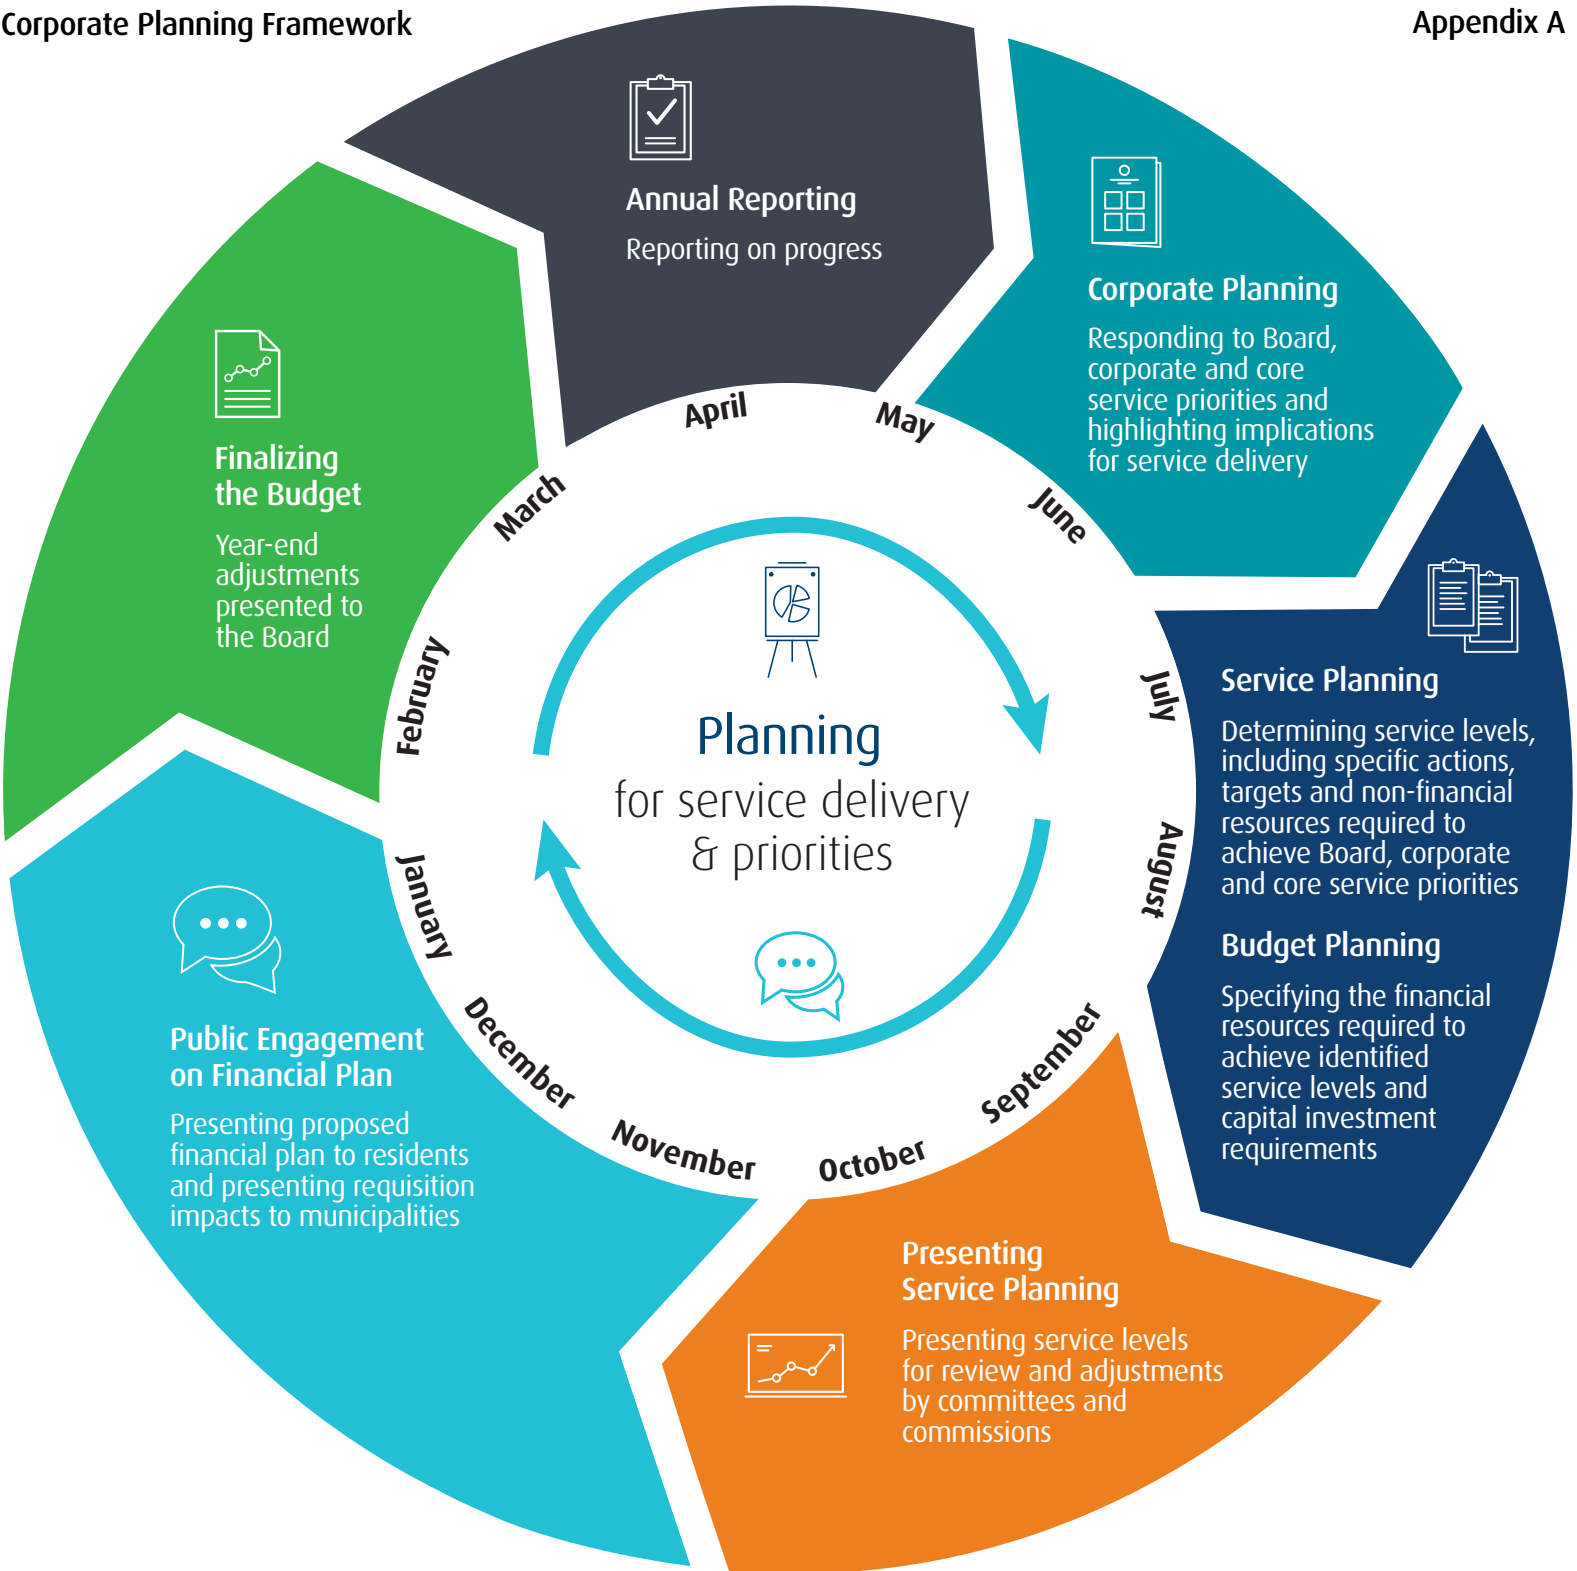 Corporate Planning Framework
Appendix A
Annual Reporting
Reporting on progress
Corporate Planning
Responding to Board,
corporate and core
service priorities and
highlighting implications
for service delivery
Service Planning
Determining service levels,
including specific actions,
targets and non-financial
resources required to
achieve Board, corporate
and core service priorities
Budget Planning
Specifying the financial
resources required to
achieve identified
service levels and
capital investment
requirements
Presenting
Service Planning
Presenting service levels
for review and adjustments
by committees and
commissions
Public Engagement
on Financial Plan
Presenting proposed
financial plan to residents
and presenting requisition
impacts to municipalities
Finalizing
the Budget
Year-end
adjustments
presented to
the Board
January
February
March
April
May
June
July
August
September
October
November
December
Planning
for service delivery
& priorities